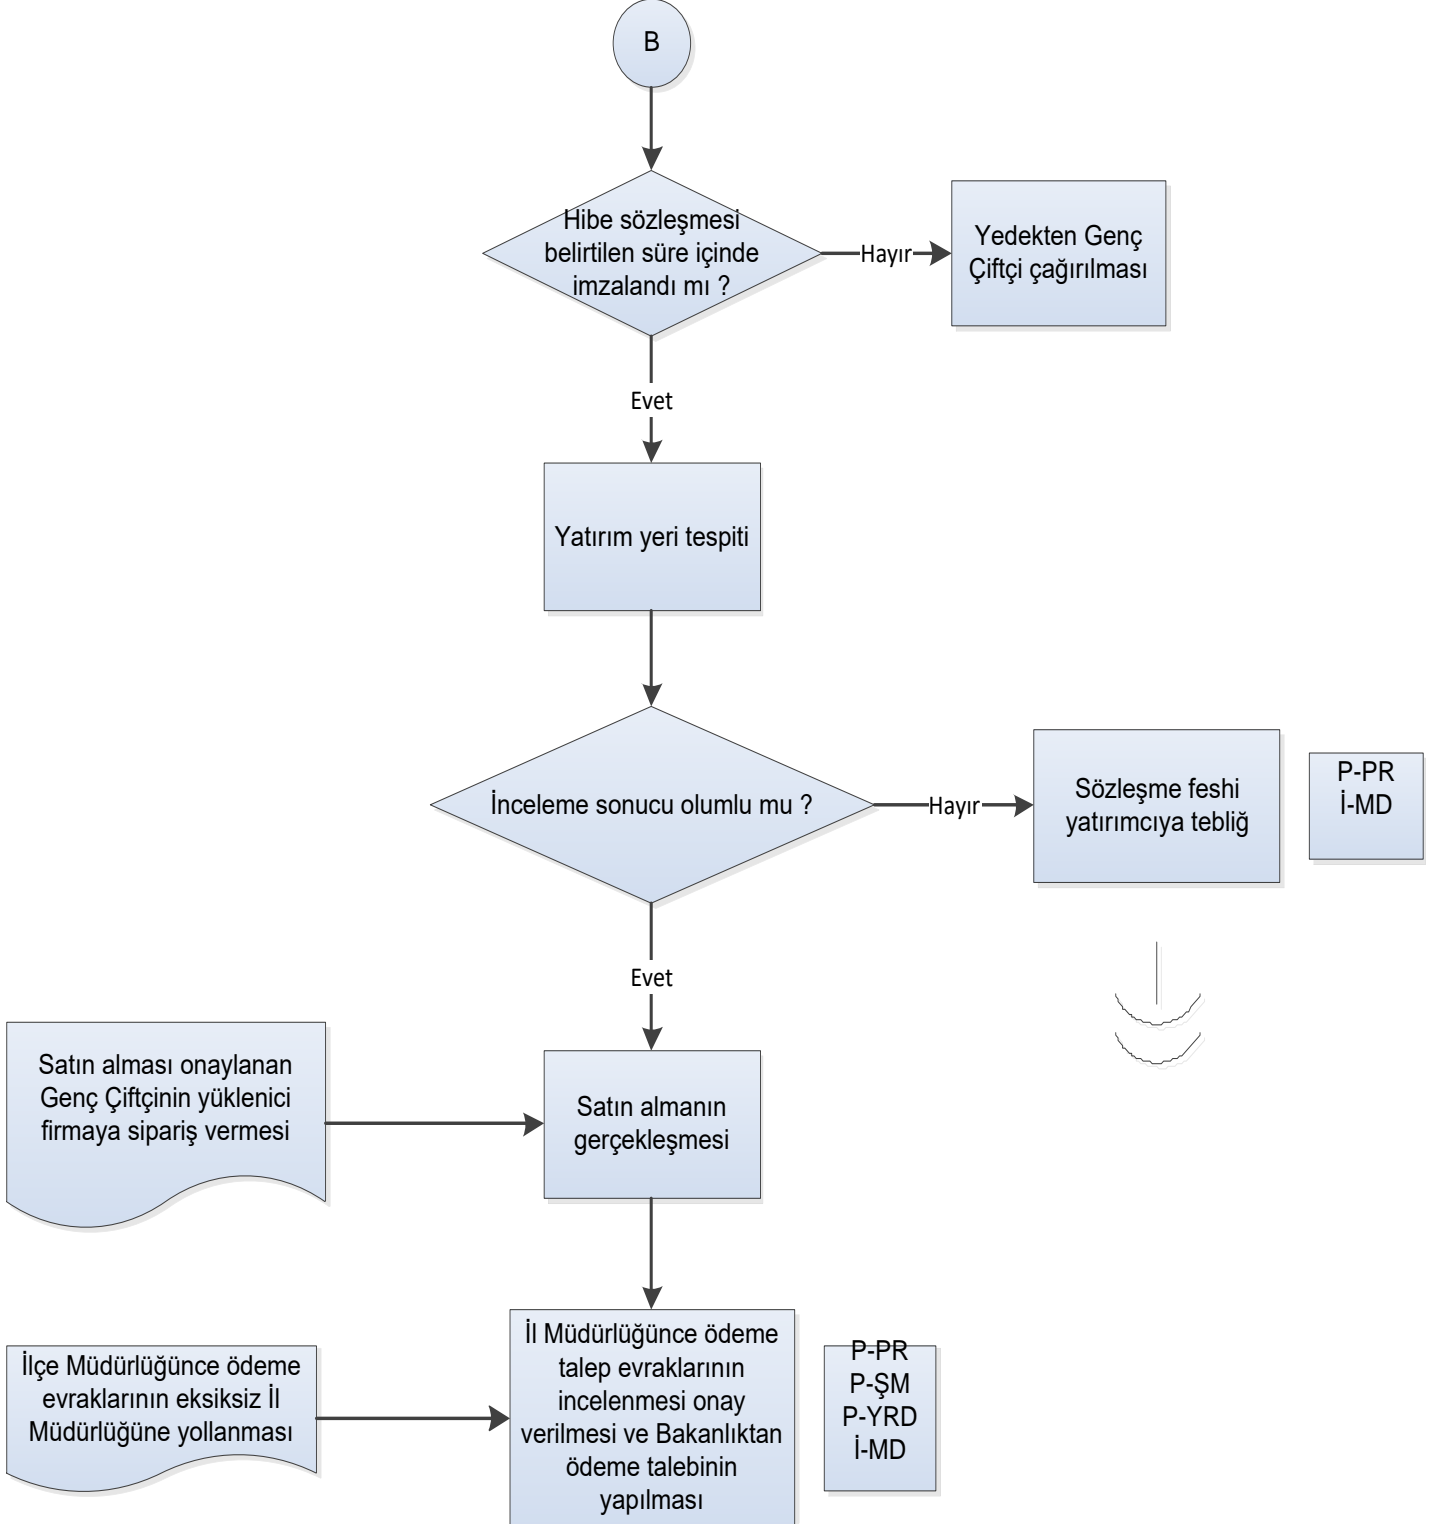 B
Hibe sözleşmesi
belirtilen süre içinde
imzalandı mı ?
Hayır
Yedekten Genç
Çiftçi çağırılması
Evet
Yatırım yeri tespiti
İnceleme sonucu olumlu mu ?
Hayır
Sözleşme feshi
yatırımcıya tebliğ
P-PR
İ-MD
Evet
Satın alması onaylanan
Genç Çiftçinin yüklenici
firmaya sipariş vermesi
Satın almanın
gerçekleşmesi
İlçe Müdürlüğünce ödeme
evraklarının eksiksiz İl
Müdürlüğüne yollanması
İl Müdürlüğünce ödeme
talep evraklarının
incelenmesi onay
verilmesi ve Bakanlıktan
ödeme talebinin
yapılması
P-PR
P-ŞM
P-YRD
İ-MD